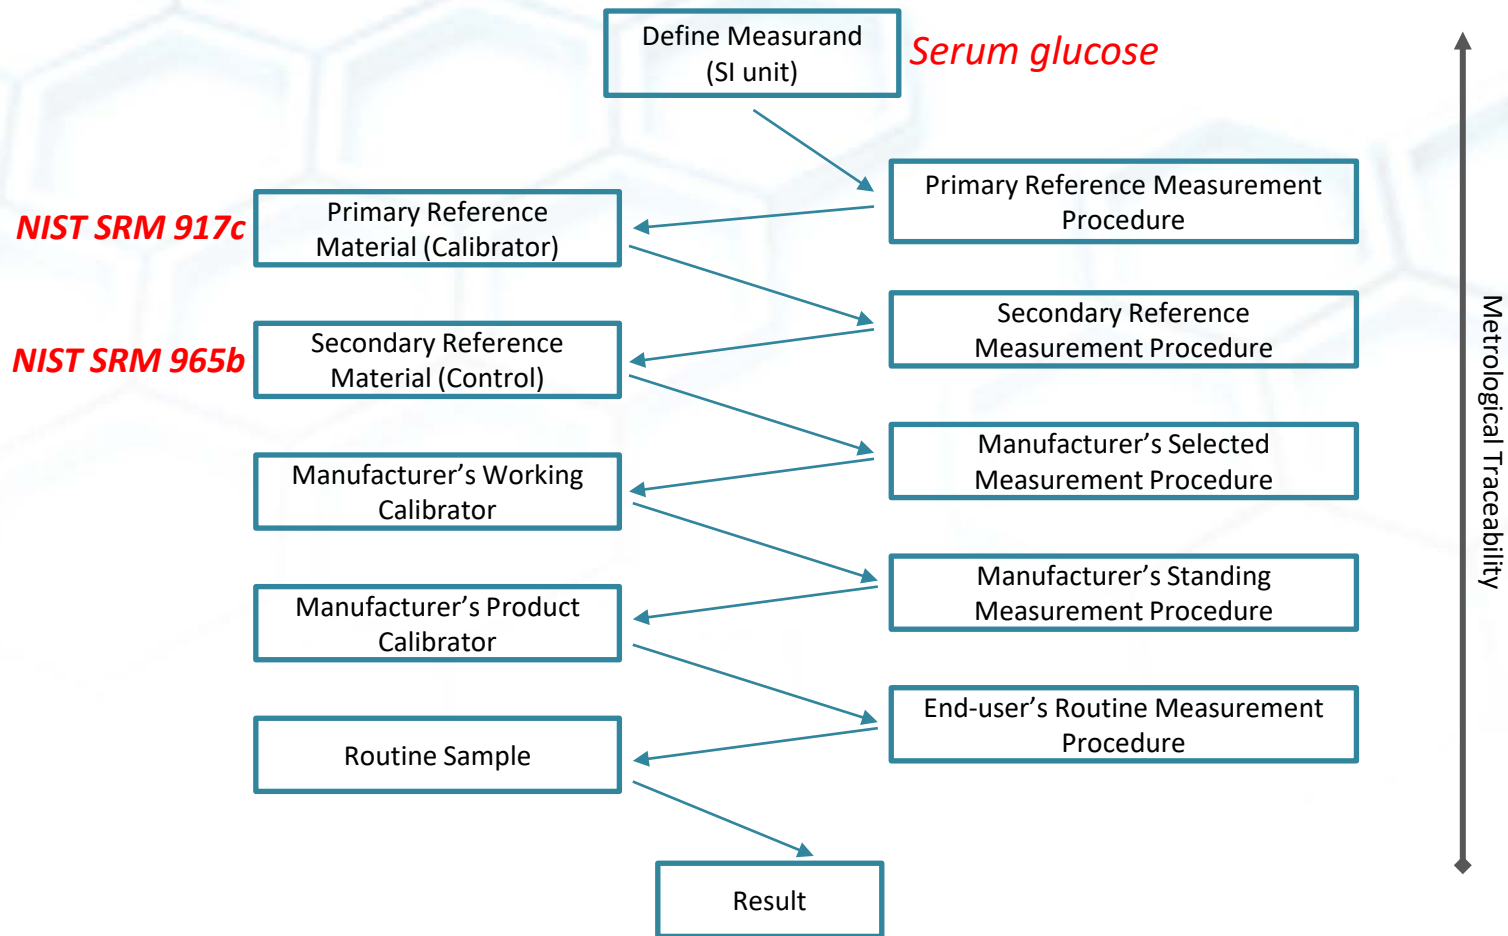 Define Measurand
(SI unit)
Serum glucose
Primary Reference Measurement
Procedure
NIST SRM 917c
Primary Reference
Material (Calibrator)
Secondary Reference
Measurement Procedure
NIST SRM 965b
Secondary Reference
Material (Control)
Manufacturer’s Selected
Measurement Procedure
Manufacturer’s Working
Calibrator
Manufacturer’s Standing
Measurement Procedure
Manufacturer’s Product
Calibrator
End-user’s Routine Measurement
Procedure
Routine Sample
Result
Metrological Traceability